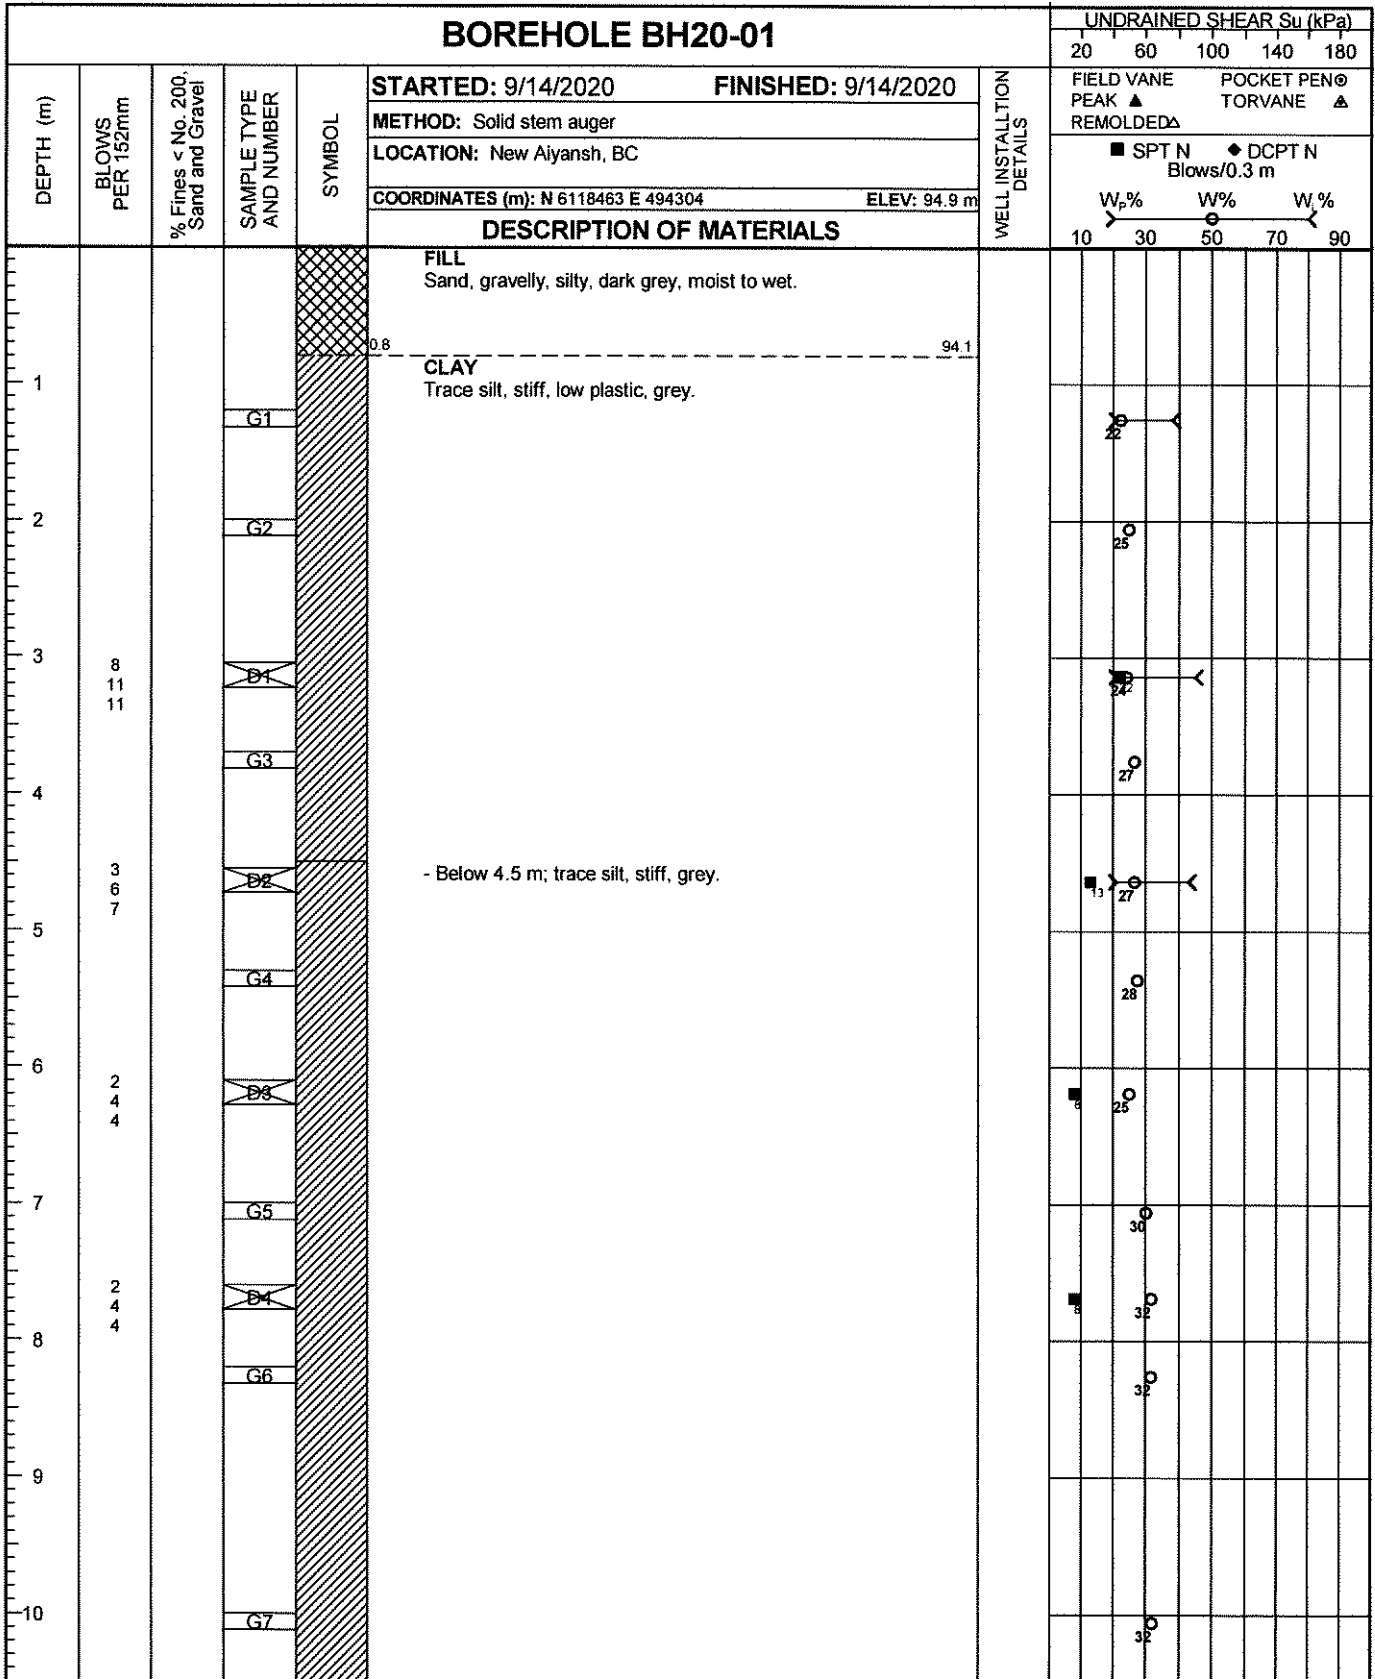 BOREHOLE BH20-01
UNDRAINED SHEAR Su (kPa)
20 60 100 140 180
DEPTH (m)
BLOWS
PER 152mm
% Fines < No. 200,
Sand and Gravel
SAMPLE TYPE
AND NUMBER
SYMBOL
STARTED: 9/14/2020 FINISHED: 9/14/2020
METHOD: Solid stem auger
LOCATION: New Aiyansh, BC
COORDINATES (m): N 6118463 E 494304 ELEV: 94.9 m
DESCRIPTION OF MATERIALS
WELL INSTALLTION
DETAILS
FIELD VANE POCKET PEN
PEAK ▲ TORVANE
REMOLDED△
■ SPT N ◆ DCPT N
Blows/0.3 m
Wₚ% W% W %
10 30 50 70 90
FILL
Sand, gravelly, silty, dark grey, moist to wet.
0.8 94.1
CLAY
Trace silt, stiff, low plastic, grey.
1
G1
22
2
G2
25
3
8
11
11
D1
24
G3
27
4
3
6
7
D2
- Below 4.5 m; trace silt, stiff, grey.
13 27
5
G4
28
6
2
4
4
D3
25
7
G5
30
2
4
4
D4
32
8
G6
32
9
10
G7
32